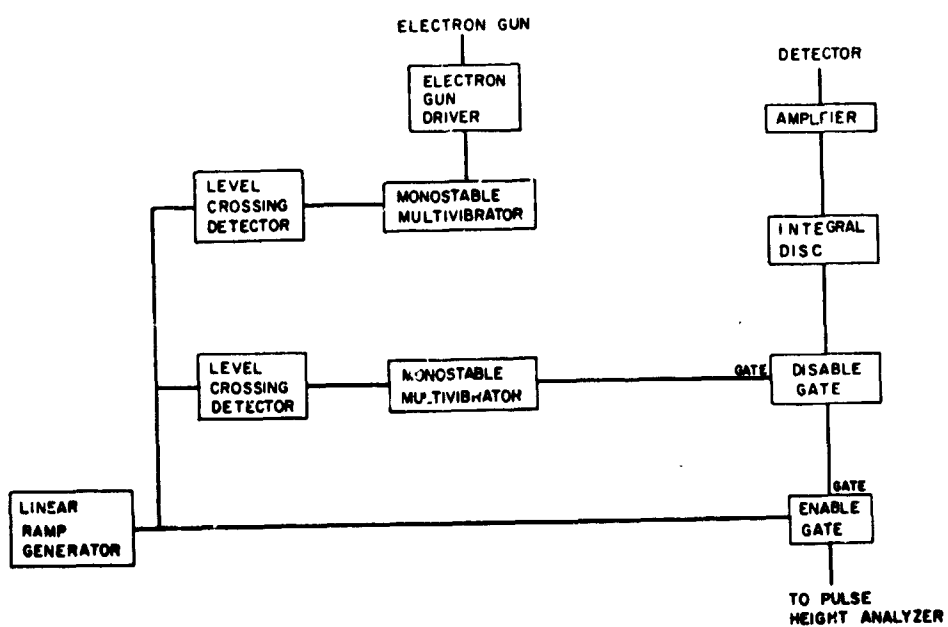 ELECTRON GUN
DETECTOR
ELECTRON
GUN
DRIVER
AMPLIFIER
LEVEL
CROSSING
DETECTOR
MONOSTABLE
MULTIVIBRATOR
INTEGRAL
DISC
LEVEL
CROSSING
DETECTOR
MONOSTABLE
MULTIVIBRATOR
GATE
DISABLE
GATE
GATE
LINEAR
RAMP
GENERATOR
ENABLE
GATE
TO PULSE
HEIGHT ANALYZER